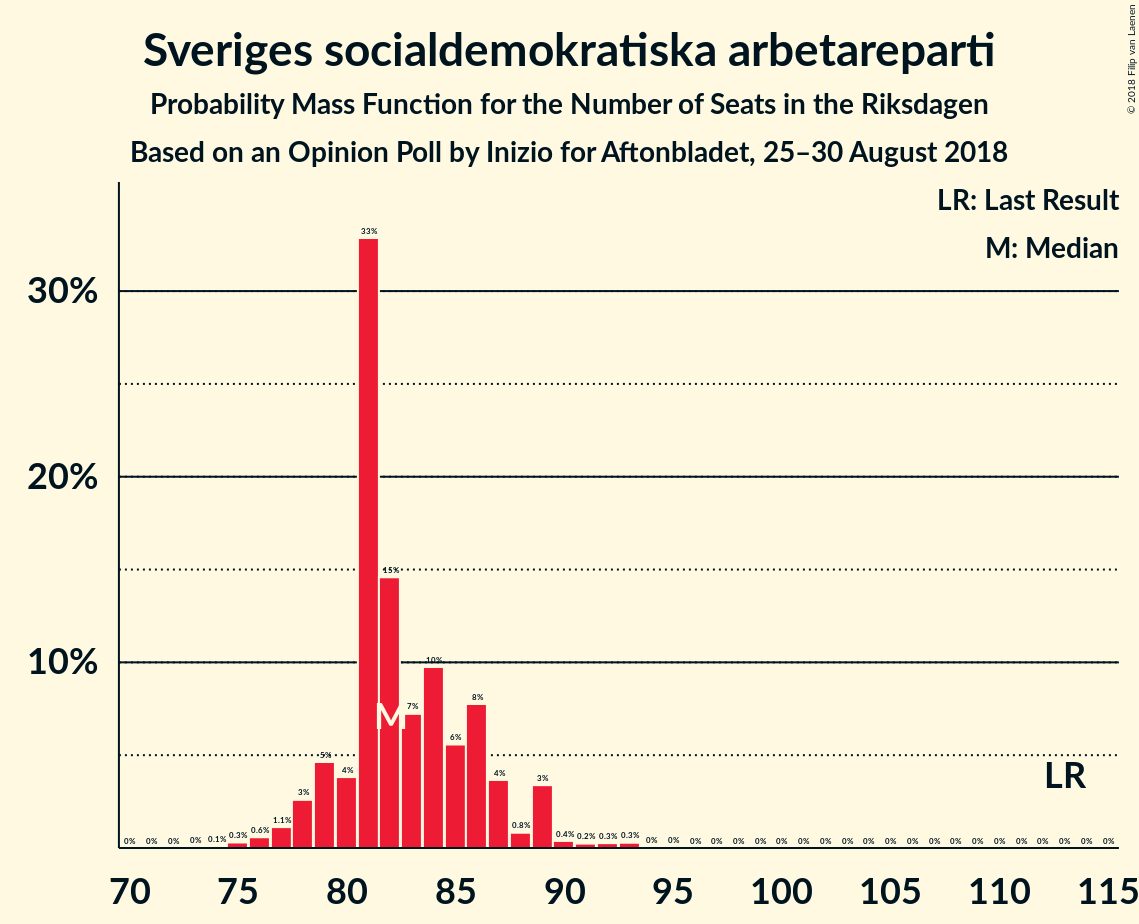 Sveriges socialdemokratiska arbetareparti
Probability Mass Function for the Number of Seats in the Riksdagen
Based on an Opinion Poll by Inizio for Aftonbladet, 25–30 August 2018
© 2018 Filip van Laenen
LR: Last Result
M: Median
30%
20%
10%
0% 0% 0% 0% 0.1% 0.3% 0.6% 1.1% 3% 5% 4% 33% 15% 7% 10% 6% 8% 4% 0.8% 3% 0.4% 0.2% 0.3% 0.3% 0% 0% 0% 0% 0% 0% 0% 0% 0% 0% 0% 0% 0% 0% 0% 0% 0% 0% 0% 0% 0% 0%
M
LR
70 75 80 85 90 95 100 105 110 115